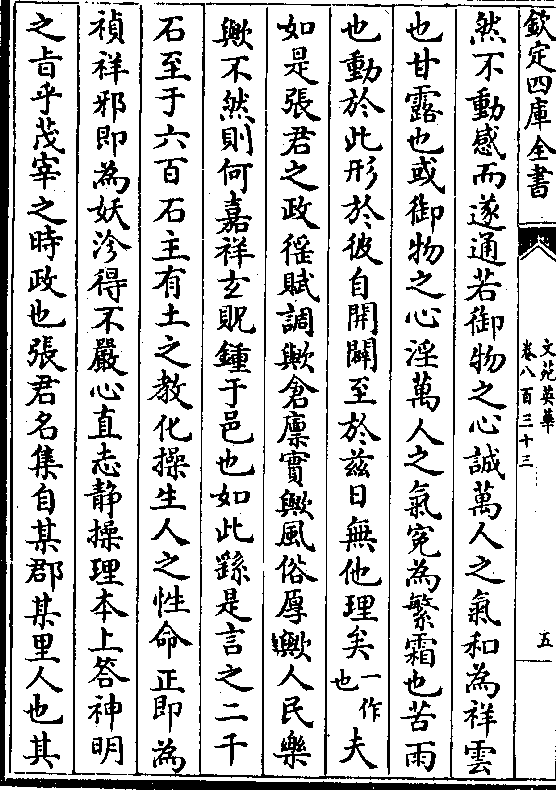 欽定四庫全書
文苑英華
卷八百三十三
五
然不動感而遂通若御物之心誠萬人之氣和為祥雲
也甘露也或御物之心淫萬人之氣寃為繁霜也苦雨
也動於此形於彼自開闢至於兹日無他理矣一作也夫
如是張君之政徭賦調歟倉廪實歟風俗厚歟人民樂
歟不然則何嘉祥玄貺鍾于邑也如此繇是言之二千
石至于六百石主有土之教化操生人之性命正即為
禎祥邪即為妖沴得不嚴心直志静操理本上答神明
之旨乎茂宰之時政也張君名集自某郡某里人也其